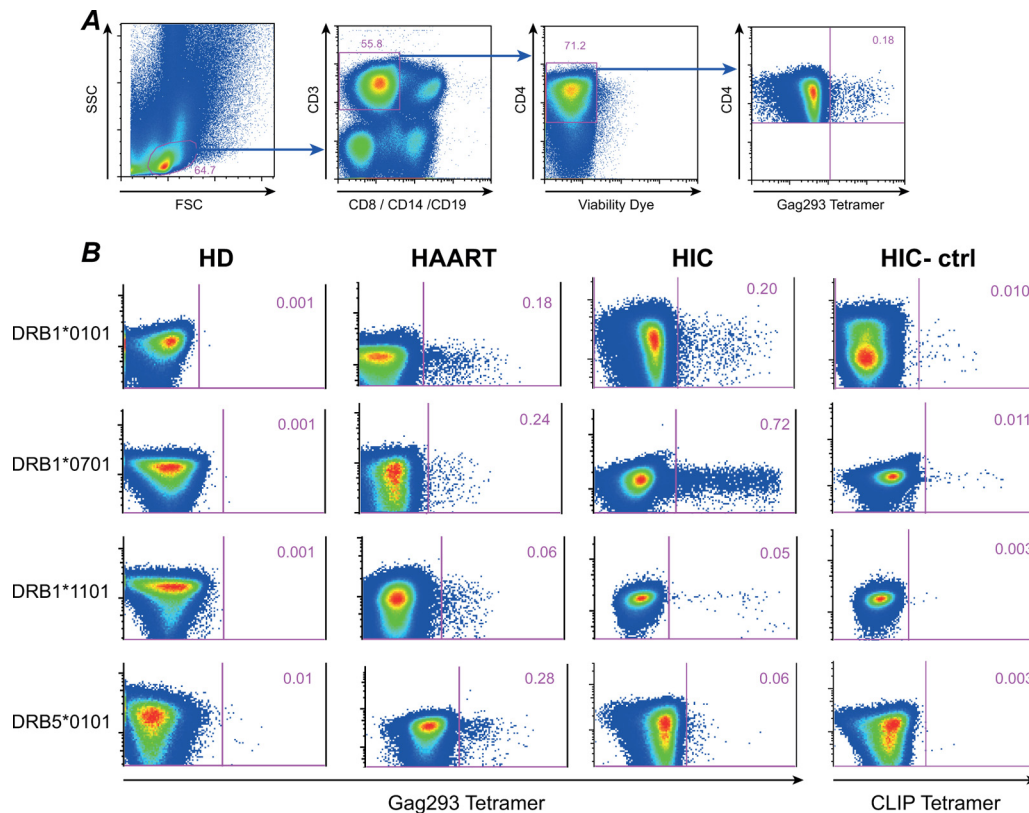 A
SSC
FSC
64.7
CD3
CD8 / CD14 /CD19
55.8
CD4
Viability Dye
71.2
CD4
Gag293 Tetramer
0.18
B
HD HAART HIC HIC- ctrl
DRB1*0101 0.001 0.18 0.20 0.010
DRB1*0701 0.001 0.24 0.72 0.011
DRB1*1101 0.001 0.06 0.05 0.003
DRB5*0101 0.01 0.28 0.06 0.003
Gag293 Tetramer CLIP Tetramer